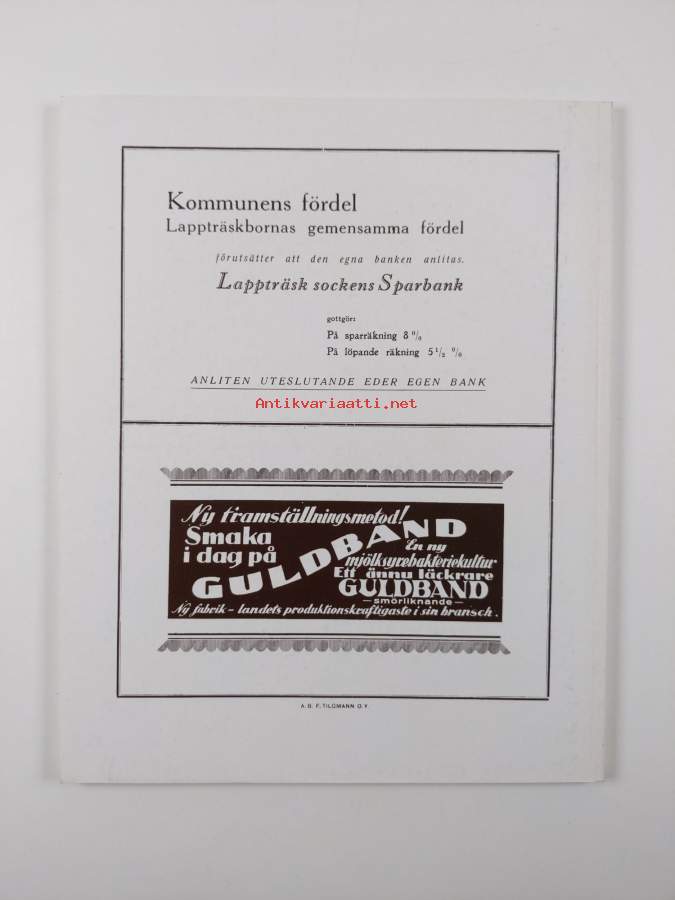 Kommunens fördel
Lappträskbornas gemensamma fördel
förutsätter att den egna banken anlitas.
Lappträsk sockens Sparbank
gottgör:
På sparräkning 8 %
På löpande räkning 5 1/2 %
ANLITEN UTESLUTANDE EDER EGEN BANK
Antikvariaatti.net
Ny framställningsmetod!
Smaka
i dag på
GULDBAND
En ny
mjölksyrebakteriekultur
Ett ännu läckrare
GULDBAND
– smörliknande –
Ny fabrik – landets produktionskraftigaste i sin bransch.
A. B. F. TILGMANN O. Y.